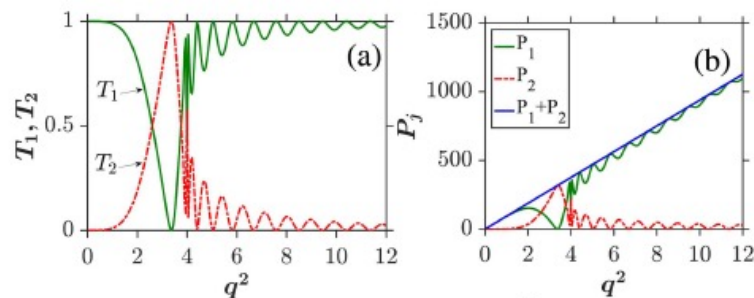 1
0.5
0
T₁, T₂
T₁
T₂
(a)
0 2 4 6 8 10 12
q²
1500
1000
500
0
Pⱼ
P₁
P₂
P₁+P₂
(b)
0 2 4 6 8 10 12
q²